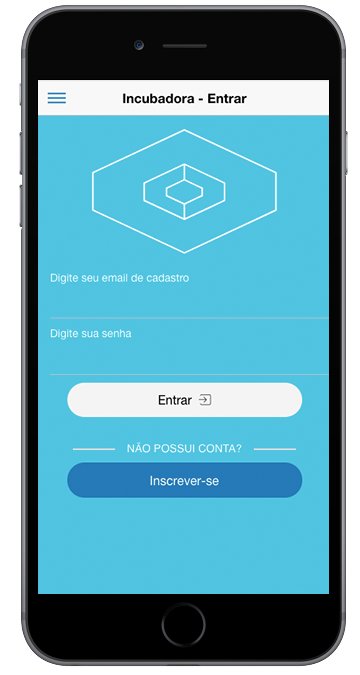 Incubadora - Entrar
Digite seu email de cadastro
Digite sua senha
Entrar
NÃO POSSUI CONTA?
Inscrever-se